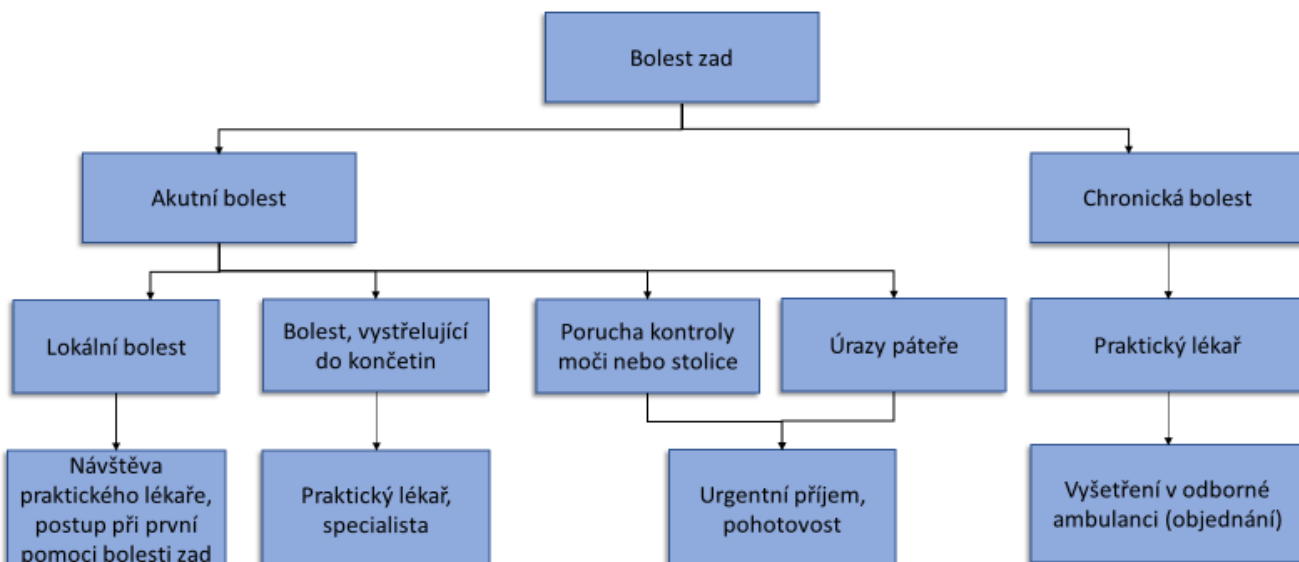 Bolest zad
Akutní bolest
Chronická bolest
Lokální bolest
Bolest, vystřelující
do končetin
Porucha kontroly
moči nebo stolice
Úrazy páteře
Praktický lékař
Návštěva
praktického lékaře,
postup při první
pomoci bolesti zad
Praktický lékař,
specialista
Urgentní příjem,
pohotovost
Vyšetření v odborné
ambulanci (objednání)